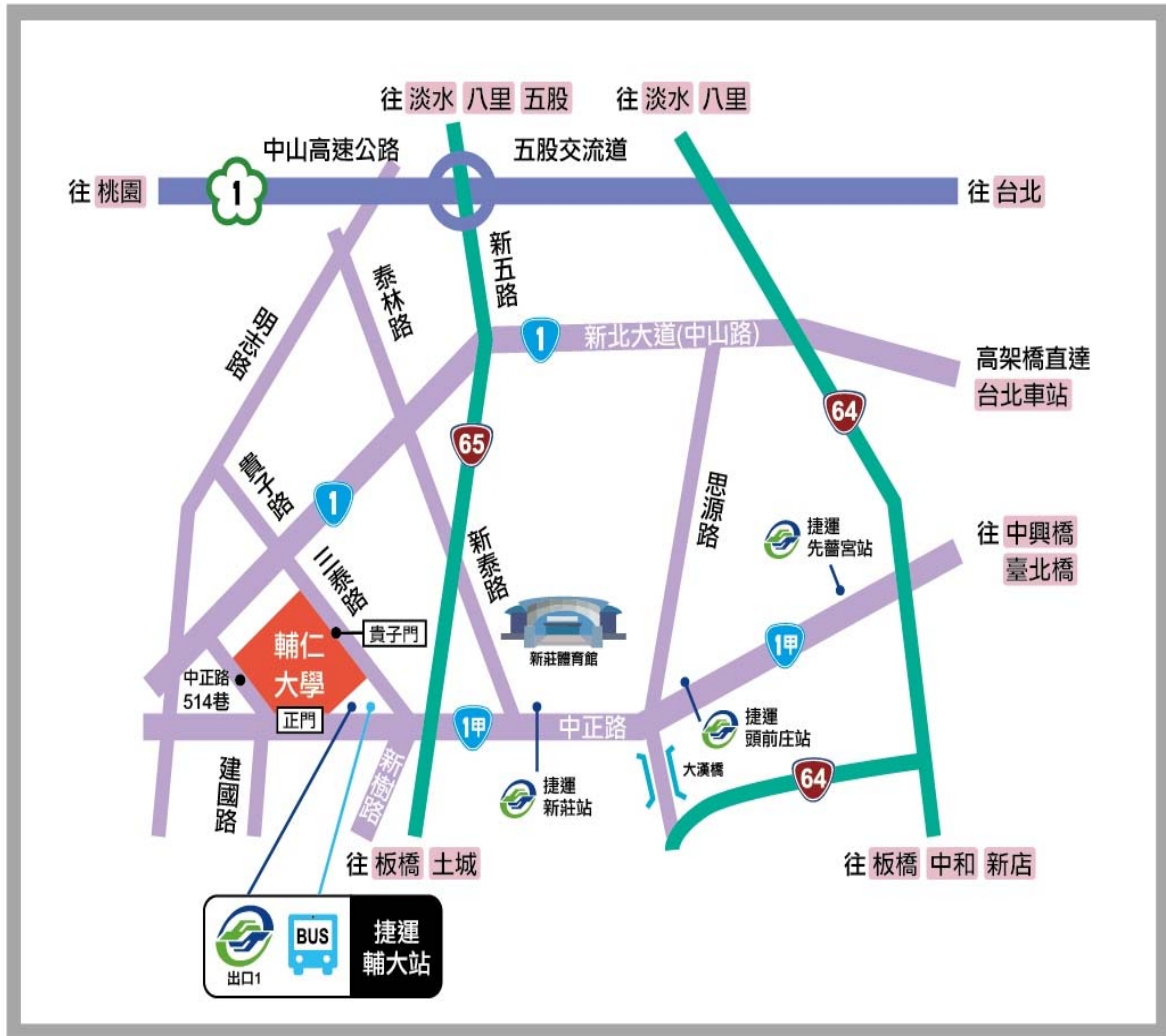 往 淡水 八里 五股
往 淡水 八里
中山高速公路
五股交流道
往 桃園
1
往 台北
新五路
泰林路
明志路
1
新北大道(中山路)
高架橋直達
台北車站
65
64
貴子路
1
三泰路
新泰路
思源路
捷運
先嗇宮站
往 中興橋
臺北橋
輔仁
大學
貴子門
新莊體育館
1甲
中正路
514巷
正門
1甲
中正路
捷運
頭前庄站
建國路
新樹路
捷運
新莊站
大漢橋
64
往 板橋 土城
往 板橋 中和 新店
BUS
出口1
捷運
輔大站